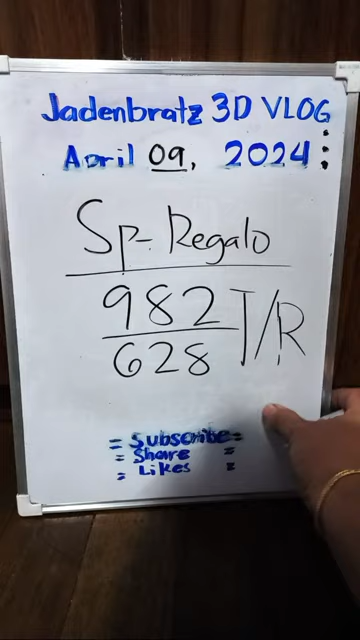 Jadenbratz 3D VLOG
April 09, 2024:
Sp- Regalo
982
628 T/R
= Subscribe =
= Share =
= Likes =